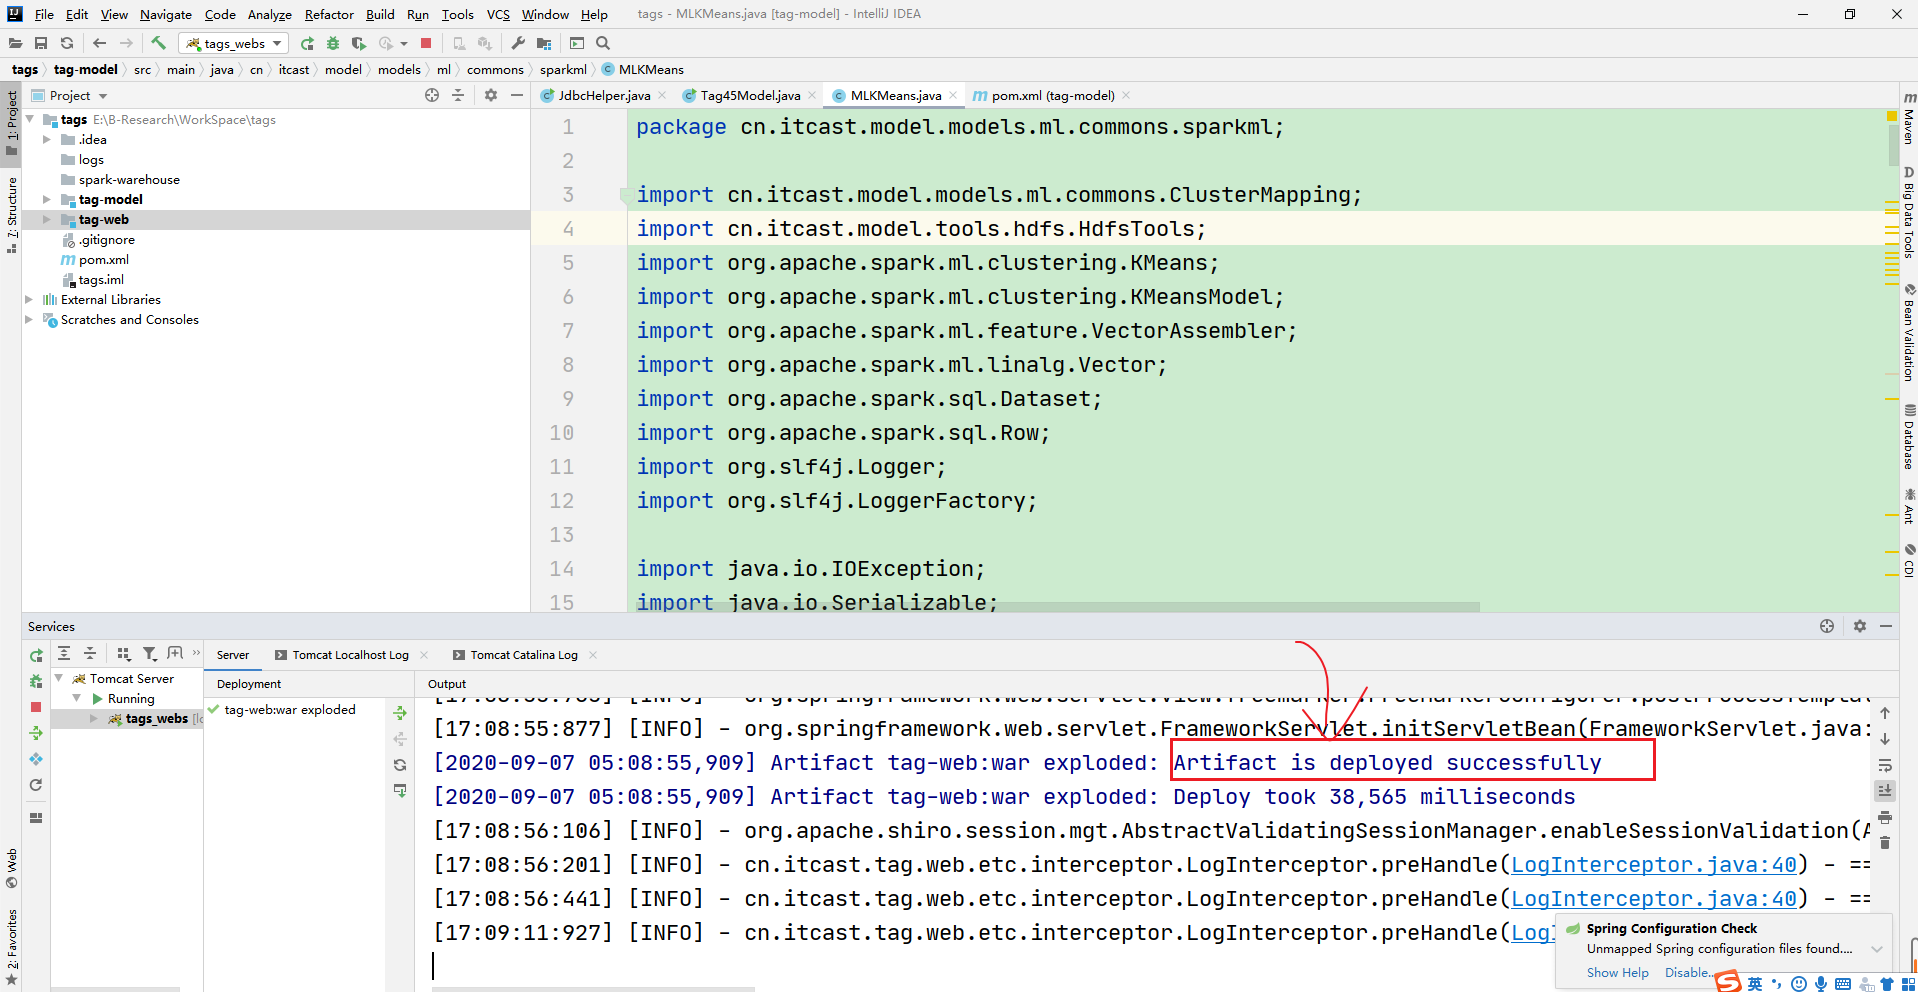 File Edit View Navigate Code Analyze Refactor Build Run Tools VCS Window Help tags - MLKMeans.java [tag-model] - IntelliJ IDEA
tags_webs
tags tag-model src main java cn itcast model models ml commons sparkml MLKMeans
Project
JdbcHelper.java Tag45Model.java MLKMeans.java pom.xml (tag-model)
1: Project
7: Structure
Web
2: Favorites
tags E:\B-Research\WorkSpace\tags
.idea
logs
spark-warehouse
tag-model
tag-web
.gitignore
pom.xml
tags.iml
External Libraries
Scratches and Consoles
1 package cn.itcast.model.models.ml.commons.sparkml;
2
3 import cn.itcast.model.models.ml.commons.ClusterMapping;
4 import cn.itcast.model.tools.hdfs.HdfsTools;
5 import org.apache.spark.ml.clustering.KMeans;
6 import org.apache.spark.ml.clustering.KMeansModel;
7 import org.apache.spark.ml.feature.VectorAssembler;
8 import org.apache.spark.ml.linalg.Vector;
9 import org.apache.spark.sql.Dataset;
10 import org.apache.spark.sql.Row;
11 import org.slf4j.Logger;
12 import org.slf4j.LoggerFactory;
13
14 import java.io.IOException;
15 import java.io.Serializable;
Maven
Big Data Tools
Bean Validation
Database
Ant
CDI
Services
Server Tomcat Localhost Log Tomcat Catalina Log
Tomcat Server
Running
tags_webs
Deployment
tag-web:war exploded
Output
[17:08:55:877] [INFO] - org.springframework.web.servlet.FrameworkServlet.initServletBean(FrameworkServlet.java:
[2020-09-07 05:08:55,909] Artifact tag-web:war exploded: Artifact is deployed successfully
[2020-09-07 05:08:55,909] Artifact tag-web:war exploded: Deploy took 38,565 milliseconds
[17:08:56:106] [INFO] - org.apache.shiro.session.mgt.AbstractValidatingSessionManager.enableSessionValidation(A
[17:08:56:201] [INFO] - cn.itcast.tag.web.etc.interceptor.LogInterceptor.preHandle(LogInterceptor.java:40) - ==
[17:08:56:441] [INFO] - cn.itcast.tag.web.etc.interceptor.LogInterceptor.preHandle(LogInterceptor.java:40) - ==
[17:09:11:927] [INFO] - cn.itcast.tag.web.etc.interceptor.LogInterceptor.preHandle(Log
Spring Configuration Check
Unmapped Spring configuration files found....
Show Help Disable...
英